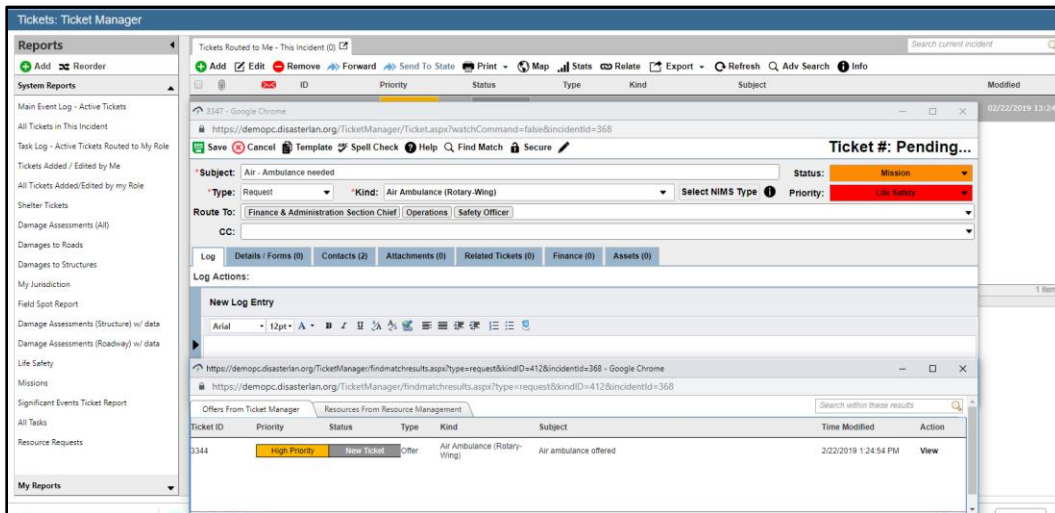 Tickets: Ticket Manager
Reports
Add Reorder
System Reports
Main Event Log - Active Tickets
All Tickets in This Incident
Task Log - Active Tickets Routed to My Role
Tickets Added / Edited by Me
All Tickets Added/Edited by my Role
Shelter Tickets
Damage Assessments (All)
Damages to Roads
Damages to Structures
My Jurisdiction
Field Spot Report
Damage Assessments (Structure) w/ data
Damage Assessments (Roadway) w/ data
Life Safety
Missions
Significant Events Ticket Report
All Tasks
Resource Requests
My Reports
Tickets Routed to Me - This Incident (0)
Search current incident
Add Edit Remove Forward Send To State Print Map Stats Relate Export Refresh Adv Search Info
ID Priority Status Type Kind Subject Modified
02/22/2019 13:24
3347 - Google Chrome
https://demopc.disasterlan.org/TicketManager/Ticket.aspx?watchCommand=false&incidentId=368
Save Cancel Template Spell Check Help Find Match Secure
Ticket #: Pending...
*Subject: Air - Ambulance needed Status: Mission
*Type: Request *Kind: Air Ambulance (Rotary-Wing) Select NIMS Type Priority: Life Safety
Route To: Finance & Administration Section Chief Operations Safety Officer
CC:
Log Details / Forms (0) Contacts (2) Attachments (0) Related Tickets (0) Finance (0) Assets (0)
Log Actions:
1 item
New Log Entry
Arial 12pt A B I U
https://demopc.disasterlan.org/TicketManager/findmatchresults.aspx?type=request&kindID=412&incidentId=368 - Google Chrome
https://demopc.disasterlan.org/TicketManager/findmatchresults.aspx?type=request&kindID=412&incidentId=368
Offers From Ticket Manager Resources From Resource Management Search within these results
Ticket ID Priority Status Type Kind Subject Time Modified Action
3344 High Priority New Ticket Offer Air Ambulance (Rotary- Air ambulance offered 2/22/2019 1:24:54 PM View
Wing)